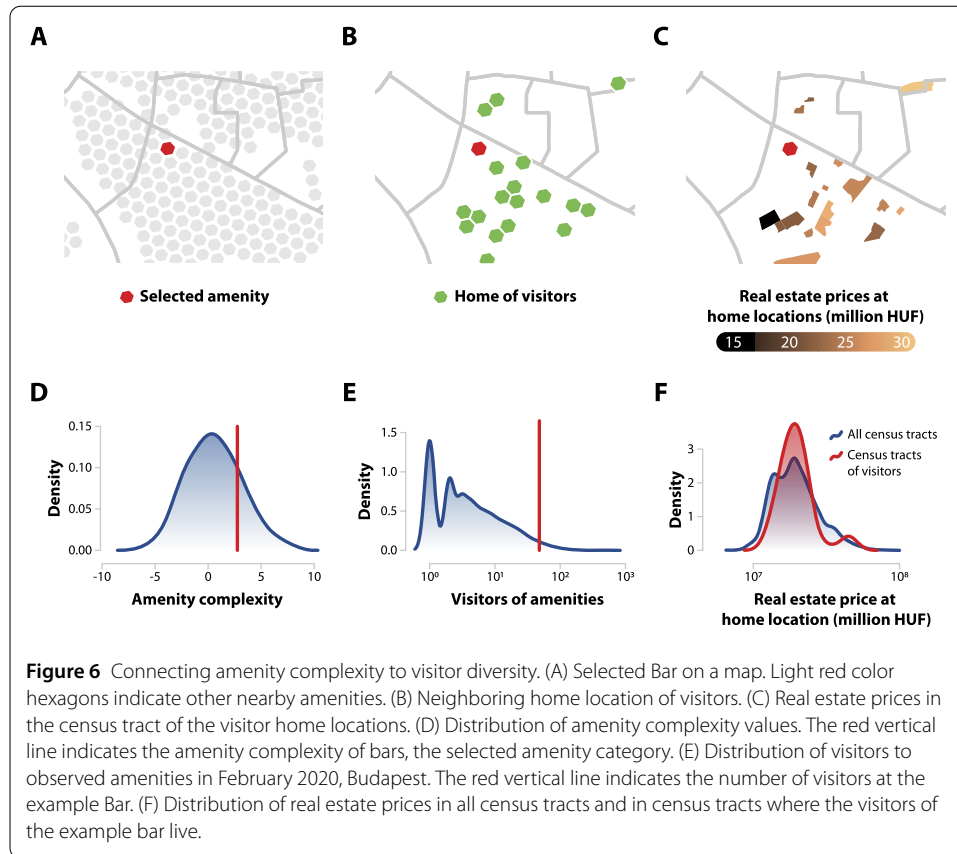 A
B
C
Selected amenity
Home of visitors
Real estate prices at
home locations (million HUF)
15 20 25 30
D
E
F
0.15
0.10
0.05
0.00
Density
-10 -5 0 5 10
Amenity complexity
1.5
1.0
0.5
0.0
Density
10⁰ 10¹ 10² 10³
Visitors of amenities
All census tracts
Census tracts
of visitors
3
2
1
0
Density
10⁷ 10⁸
Real estate price at
home location (million HUF)
Figure 6 Connecting amenity complexity to visitor diversity. (A) Selected Bar on a map. Light red color
hexagons indicate other nearby amenities. (B) Neighboring home location of visitors. (C) Real estate prices in
the census tract of the visitor home locations. (D) Distribution of amenity complexity values. The red vertical
line indicates the amenity complexity of bars, the selected amenity category. (E) Distribution of visitors to
observed amenities in February 2020, Budapest. The red vertical line indicates the number of visitors at the
example Bar. (F) Distribution of real estate prices in all census tracts and in census tracts where the visitors of
the example bar live.